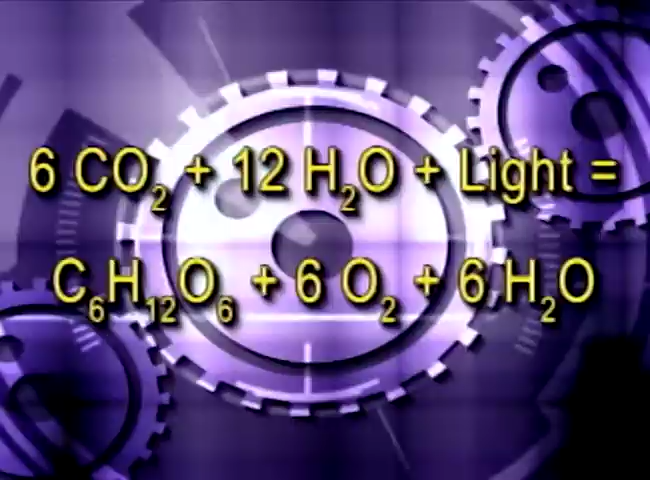 6 CO₂ + 12 H₂O + Light =
C₆H₁₂O₆ + 6 O₂ + 6 H₂O